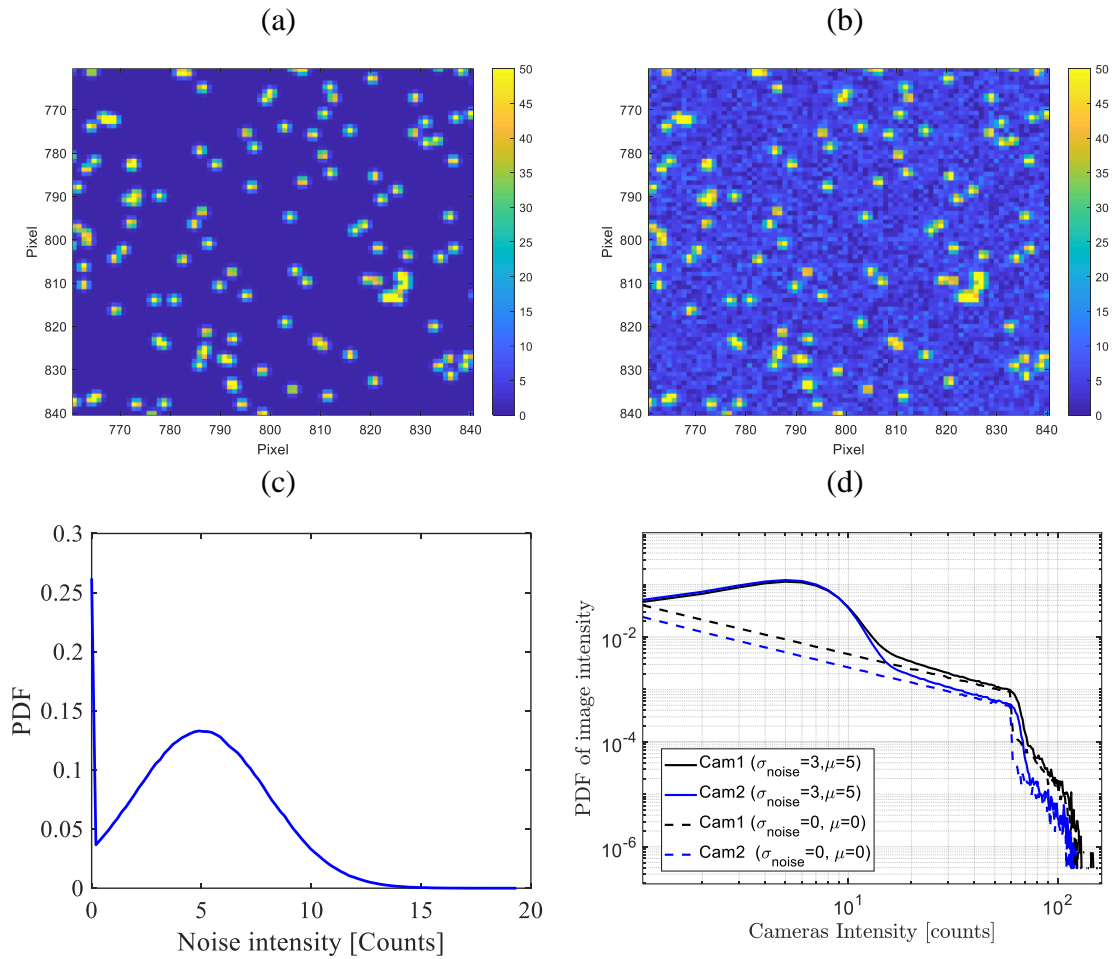 (a)
(b)
770
780
790
800
810
820
830
840
Pixel
770 780 790 800 810 820 830 840
Pixel
50
45
40
35
30
25
20
15
10
5
0
770
780
790
800
810
820
830
840
Pixel
770 780 790 800 810 820 830 840
Pixel
50
45
40
35
30
25
20
15
10
5
0
(c)
(d)
0.3
0.25
0.2
0.15
0.1
0.05
0
PDF
0 5 10 15 20
Noise intensity [Counts]
10^-2
10^-4
10^-6
PDF of image intensity
Cam1 (σ_noise=3,μ=5)
Cam2 (σ_noise=3,μ=5)
Cam1 (σ_noise=0, μ=0)
Cam2 (σ_noise=0, μ=0)
10^1 10^2
Cameras Intensity [counts]